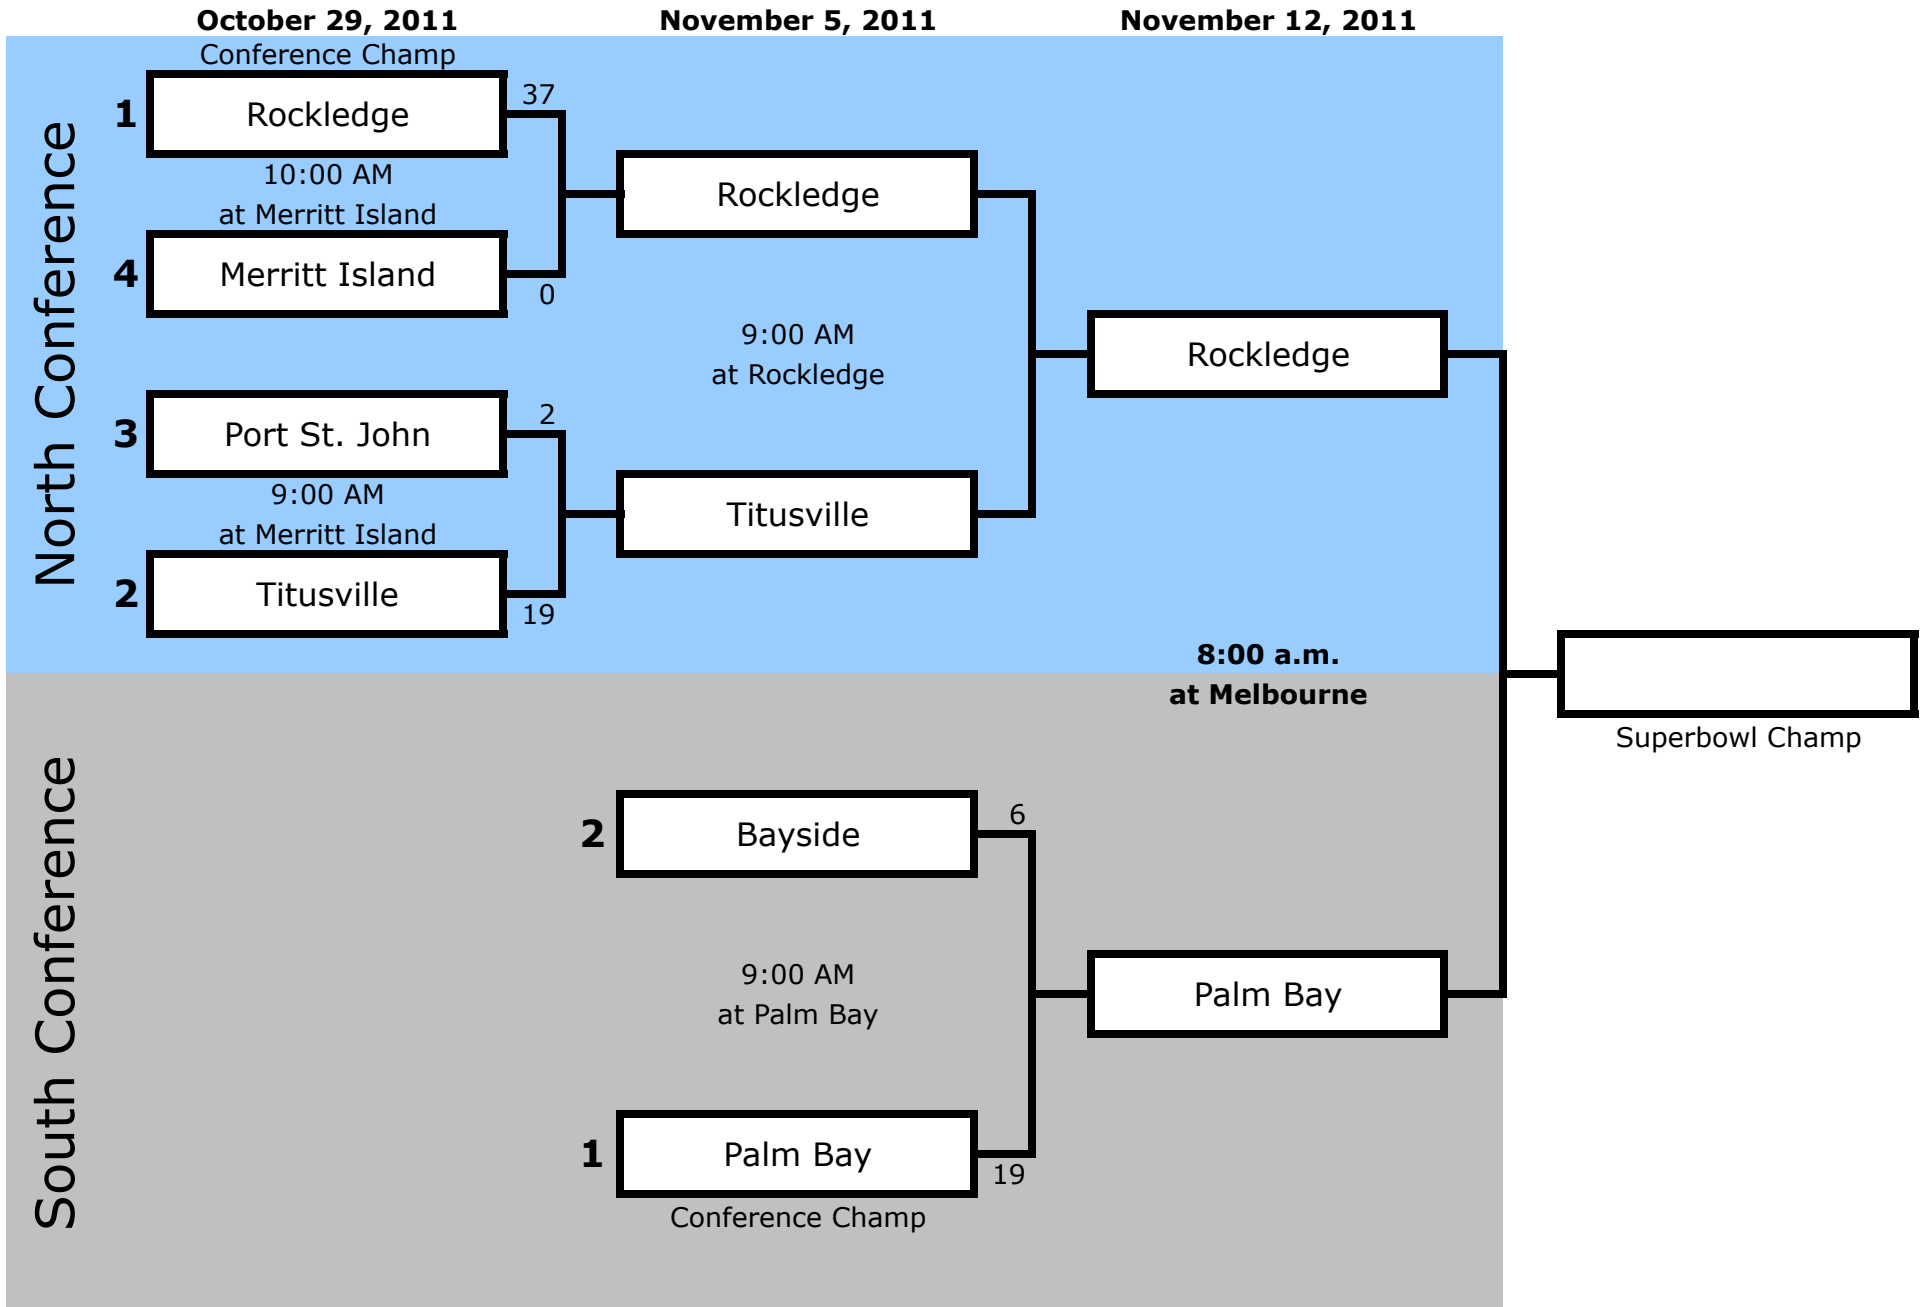 October 29, 2011
November 5, 2011
November 12, 2011
North Conference
Conference Champ
1
Rockledge
37
10:00 AM
at Merritt Island
4
Merritt Island
0
3
Port St. John
2
9:00 AM
at Merritt Island
2
Titusville
19
Rockledge
9:00 AM
at Rockledge
Titusville
Rockledge
8:00 a.m.
at Melbourne
Superbowl Champ
South Conference
2
Bayside
6
9:00 AM
at Palm Bay
1
Palm Bay
19
Conference Champ
Palm Bay